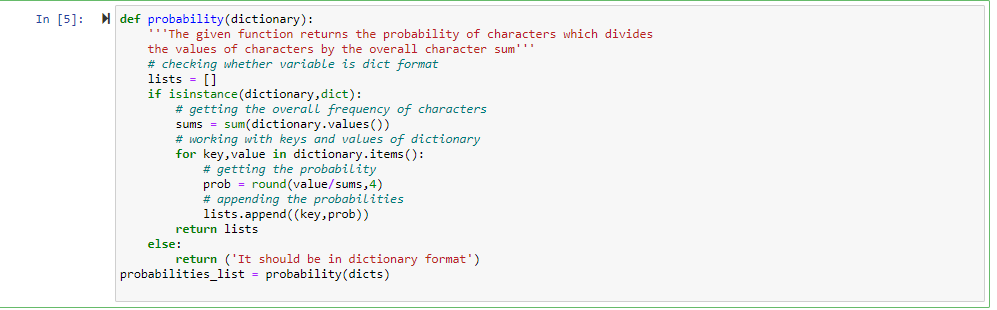 In [5]: def probability(dictionary):
'''The given function returns the probability of characters which divides
the values of characters by the overall character sum'''
# checking whether variable is dict format
lists = []
if isinstance(dictionary,dict):
# getting the overall frequency of characters
sums = sum(dictionary.values())
# working with keys and values of dictionary
for key,value in dictionary.items():
# getting the probability
prob = round(value/sums,4)
# appending the probabilities
lists.append((key,prob))
return lists
else:
return ('It should be in dictionary format')
probabilities_list = probability(dicts)